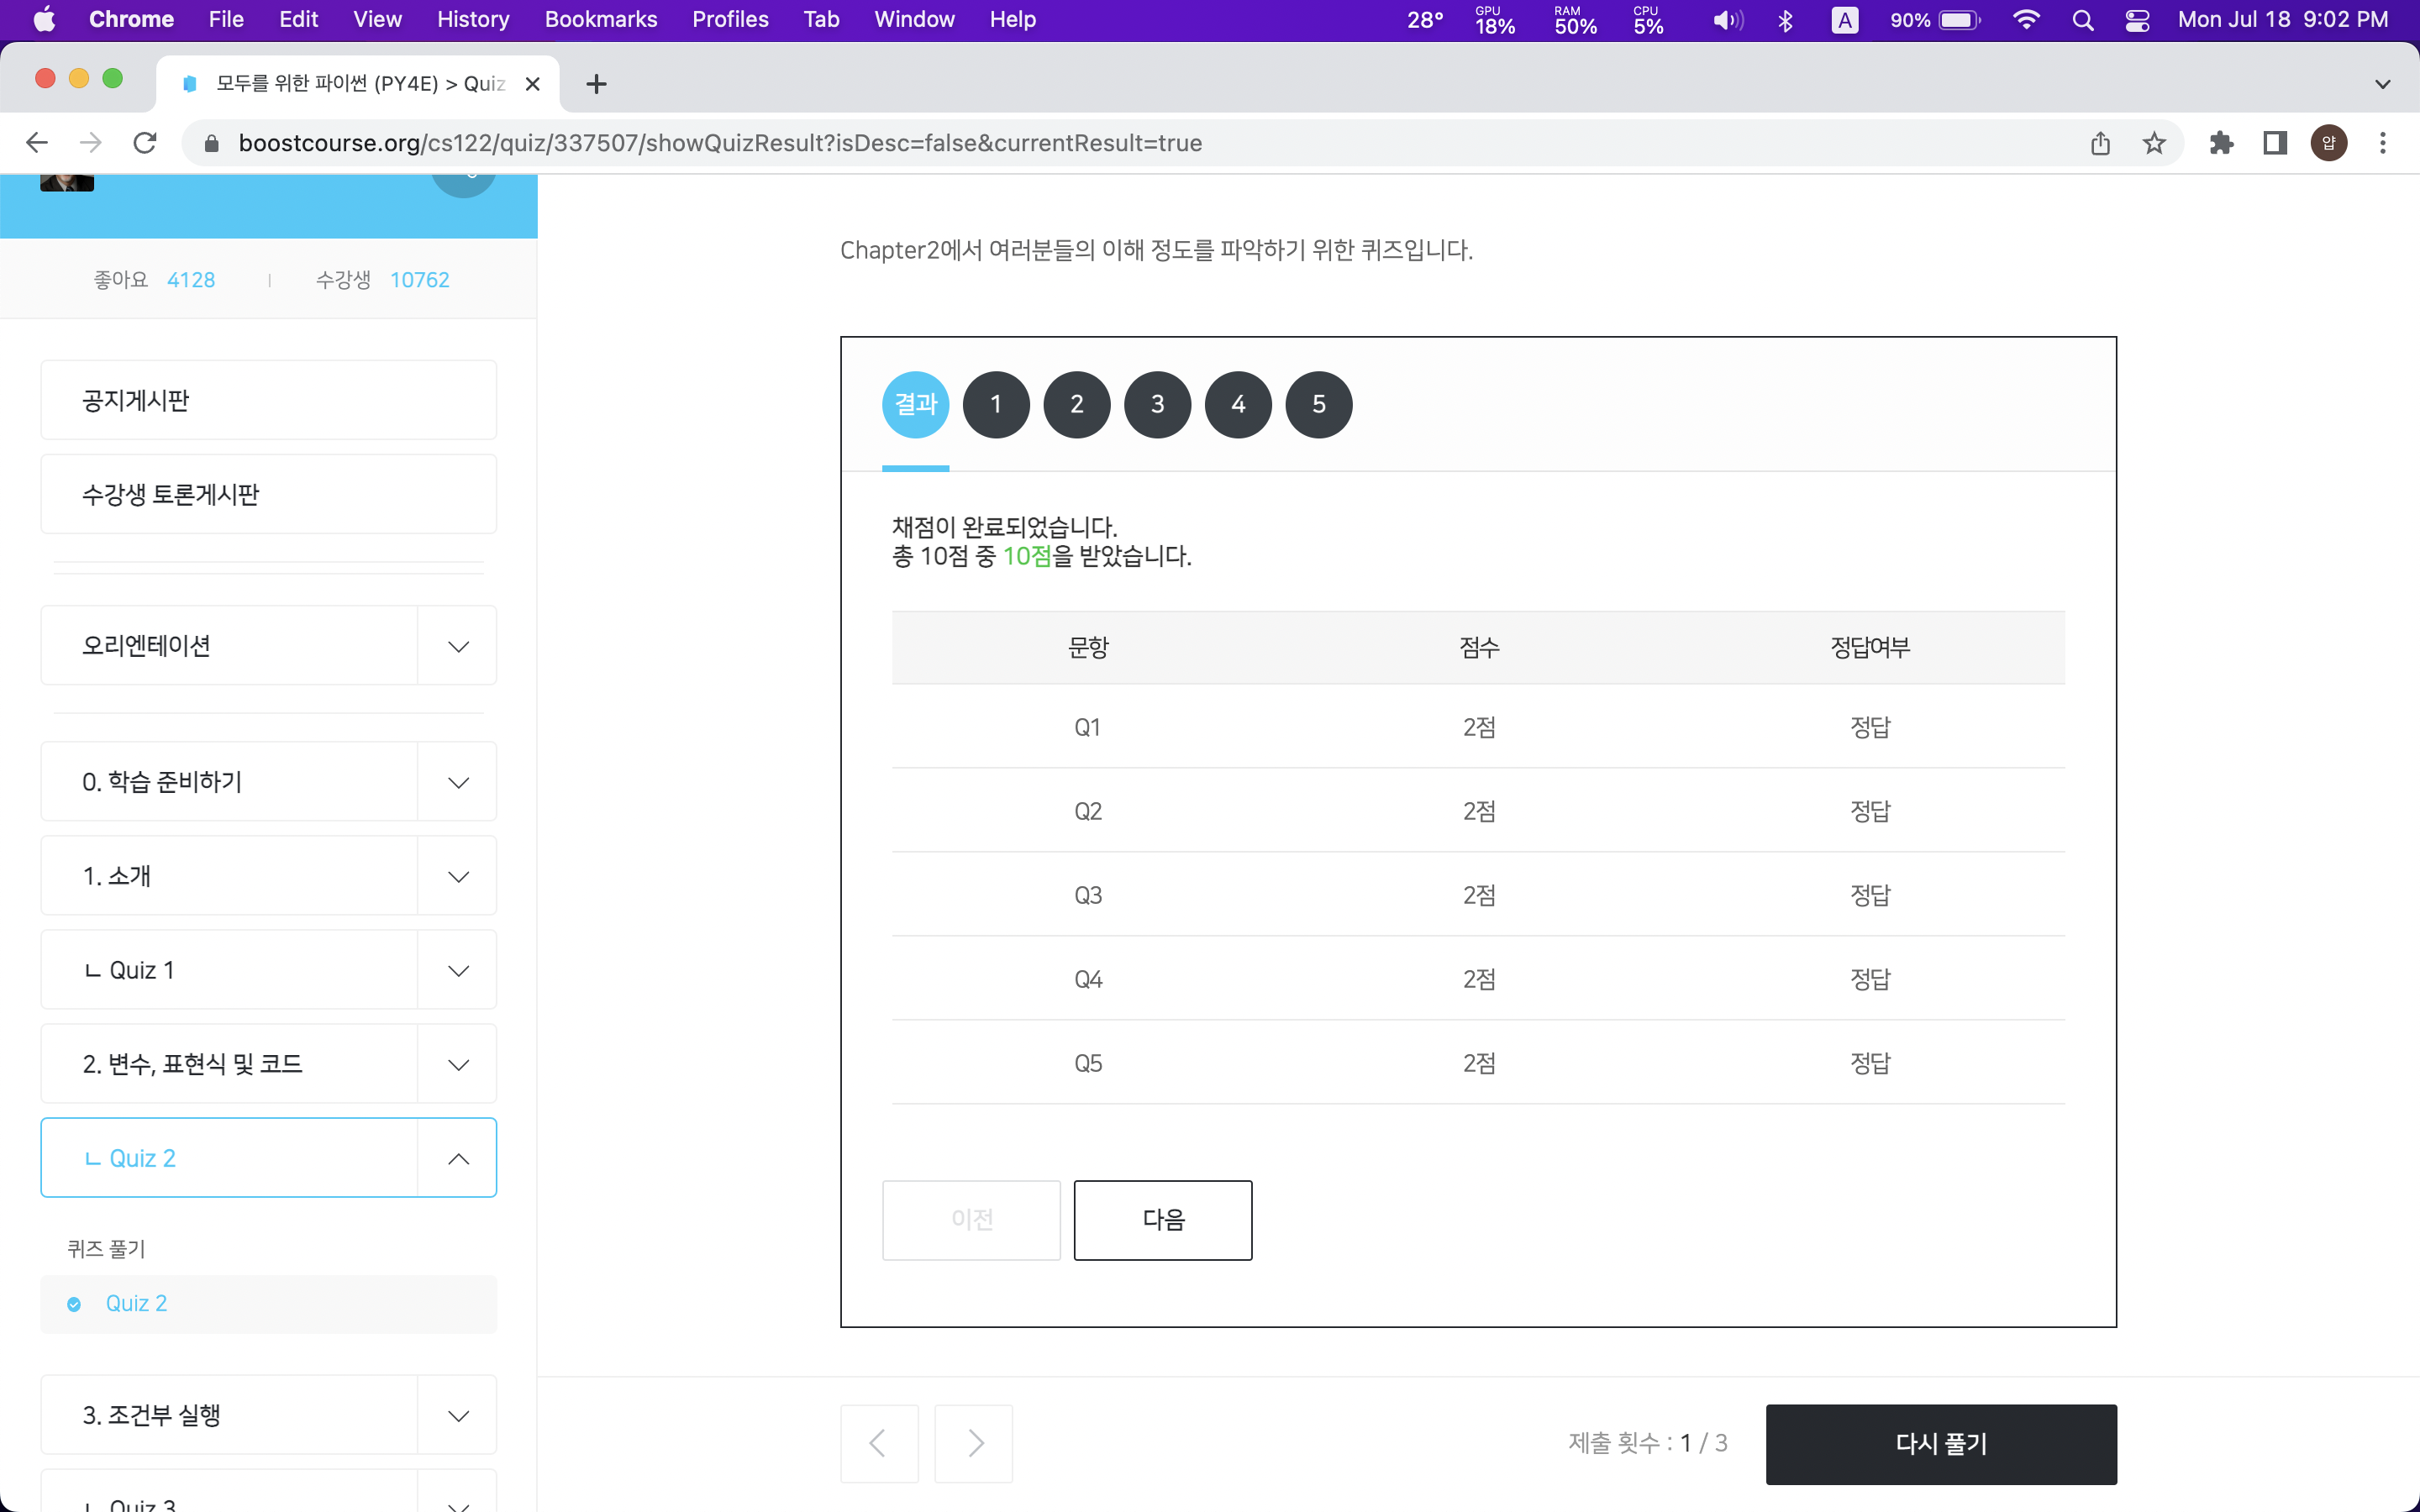 Chrome File Edit View History Bookmarks Profiles Tab Window Help 28° GPU 18% RAM 50% CPU 5% A 90% Mon Jul 18 9:02 PM
모두를 위한 파이썬 (PY4E) > Quiz
boostcourse.org/cs122/quiz/337507/showQuizResult?isDesc=false&currentResult=true
얍
좋아요 4128 수강생 10762
공지게시판
수강생 토론게시판
오리엔테이션
0. 학습 준비하기
1. 소개
ㄴ Quiz 1
2. 변수, 표현식 및 코드
ㄴ Quiz 2
퀴즈 풀기
Quiz 2
3. 조건부 실행
ㄴ Quiz 3
Chapter2에서 여러분들의 이해 정도를 파악하기 위한 퀴즈입니다.
결과 1 2 3 4 5
채점이 완료되었습니다.
총 10점 중 10점을 받았습니다.
문항 점수 정답여부
Q1 2점 정답
Q2 2점 정답
Q3 2점 정답
Q4 2점 정답
Q5 2점 정답
이전 다음
제출 횟수 : 1 / 3 다시 풀기